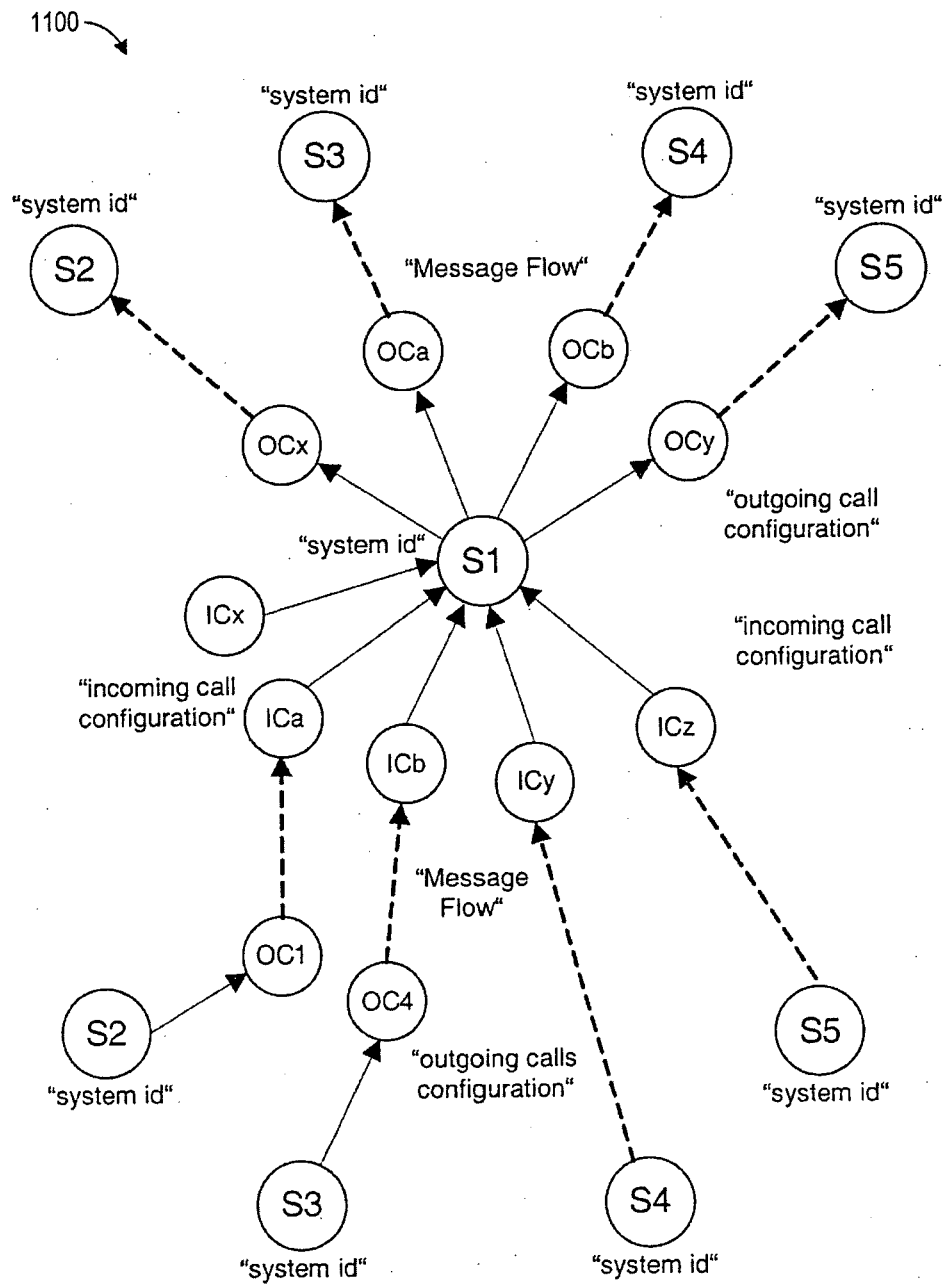 1100
“system id“
“system id“
S3
S4
“system id“
“system id“
S2
“Message Flow“
S5
OCa
OCb
OCx
OCy
“outgoing call
configuration“
“system id“
S1
ICx
“incoming call
configuration“
“incoming call
configuration“
ICa
ICz
ICb
ICy
“Message
Flow“
OC1
OC4
S2
S5
“outgoing calls
configuration“
“system id“
“system id“
S3
S4
“system id“
“system id“